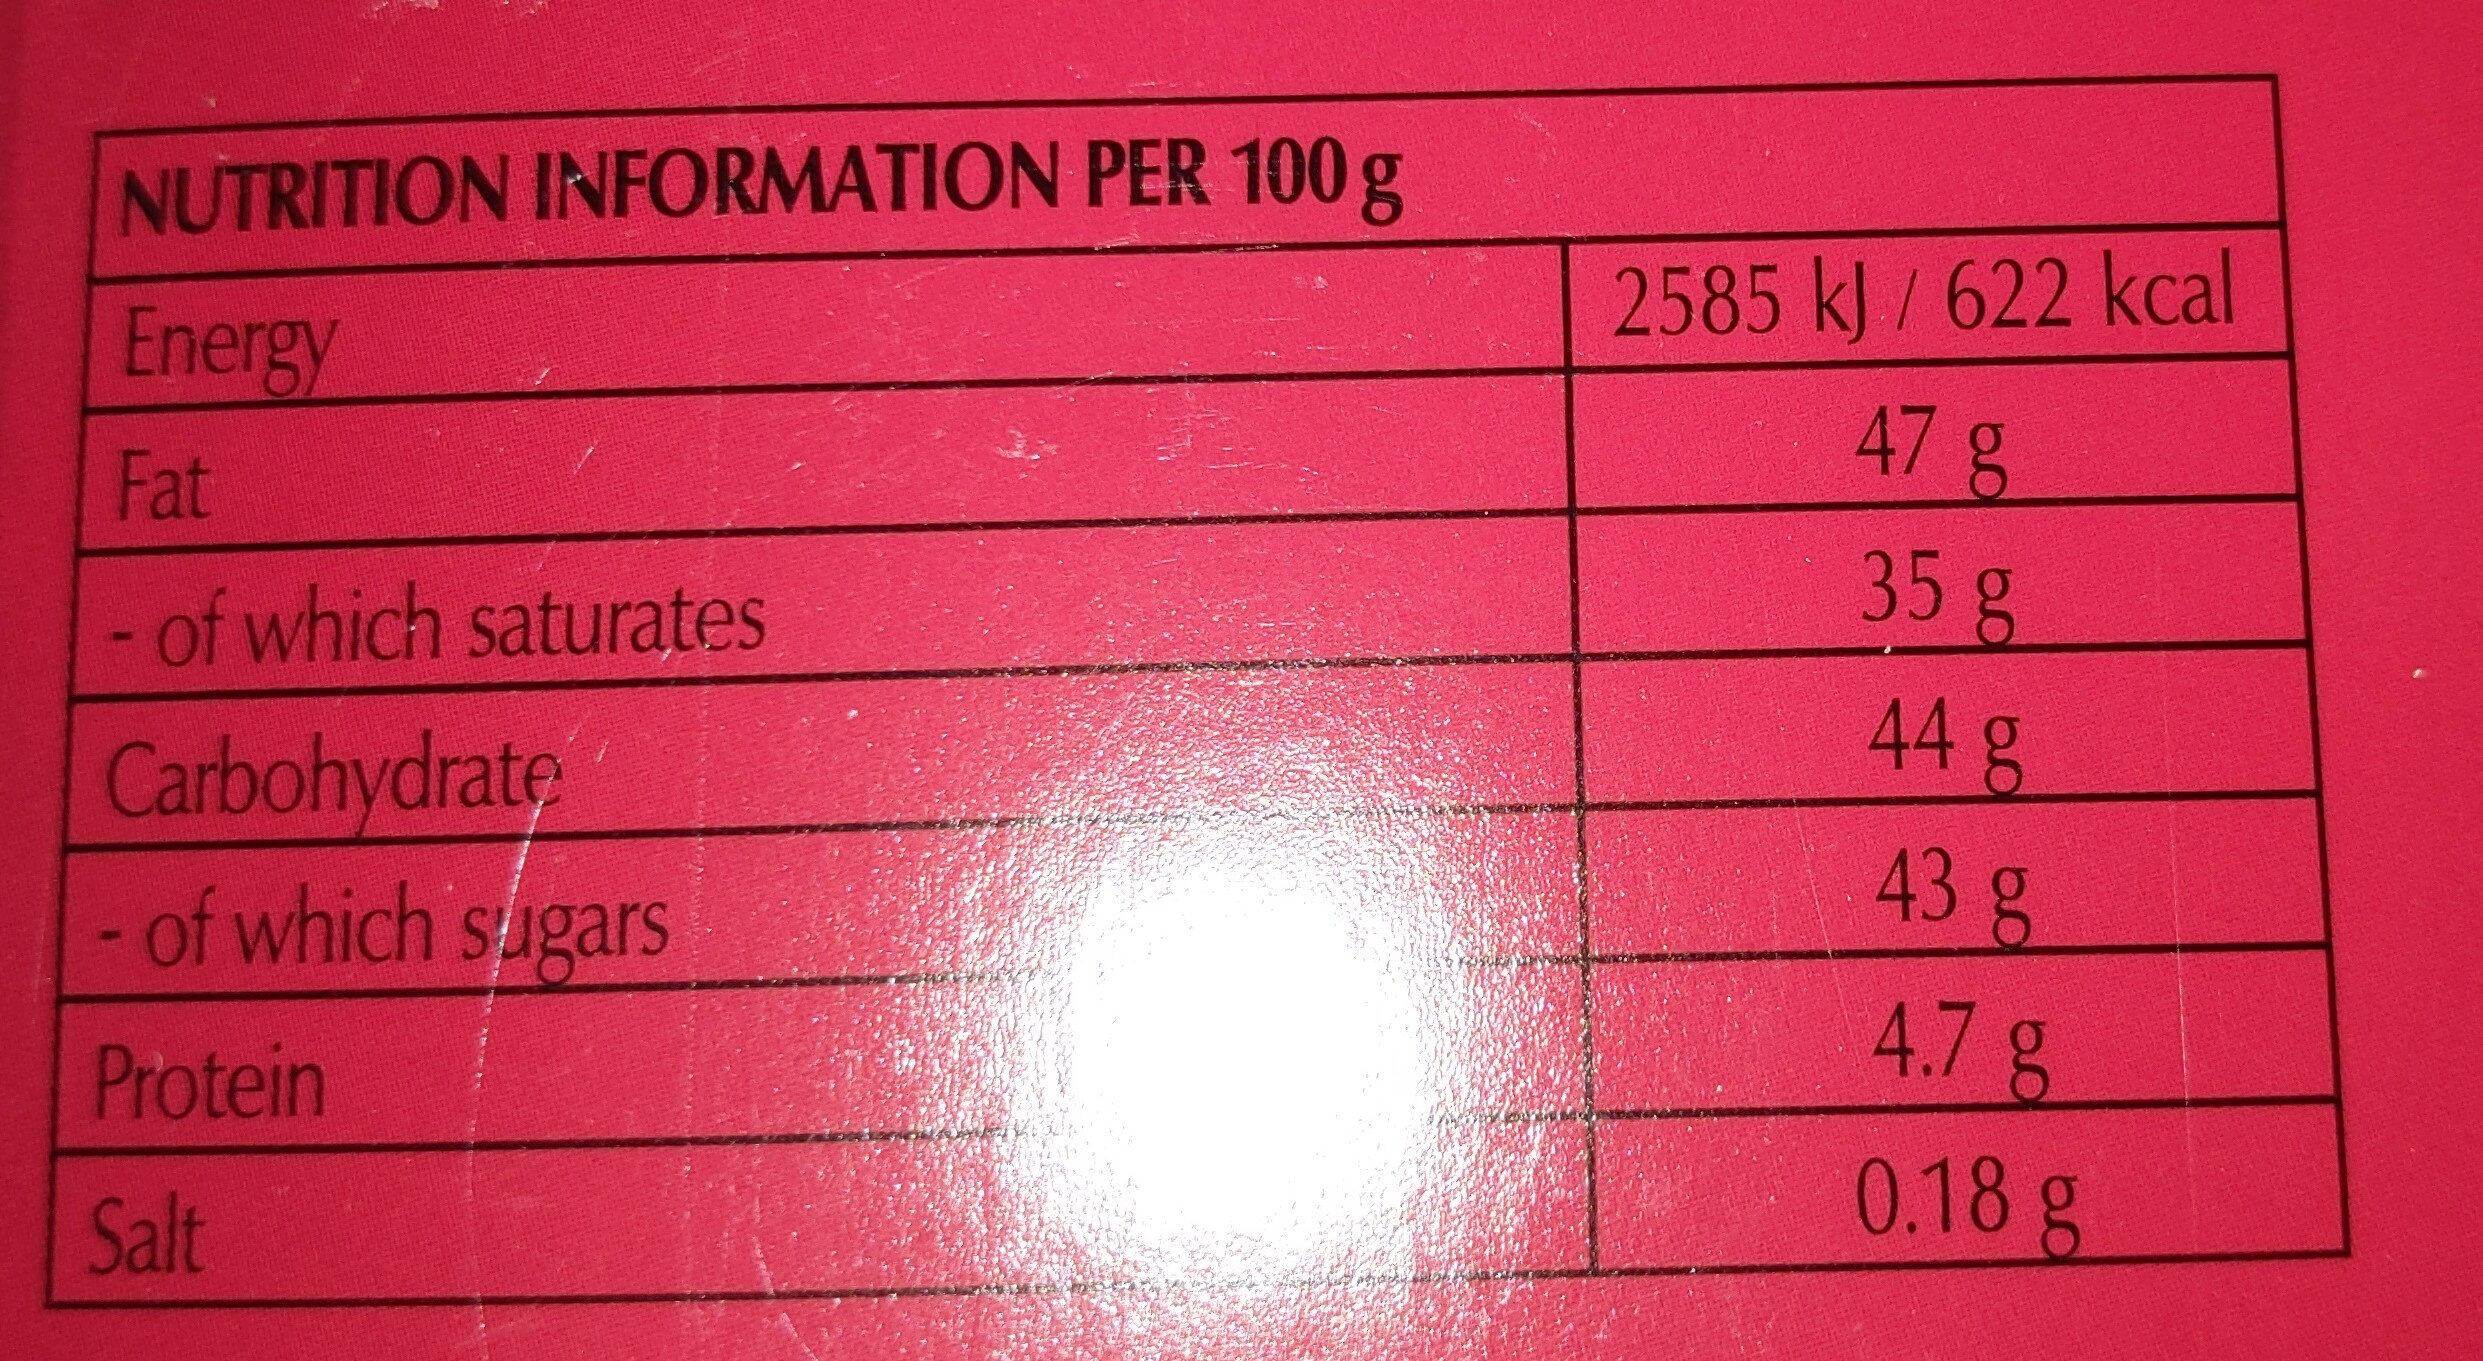 NUTRITION INFORMATION PER 100 g
Energy 2585 kJ / 622 kcal
Fat 47 g
- of which saturates 35 g
Carbohydrate 44 g
- of which sugars 43 g
Protein 4.7 g
Salt 0.18 g